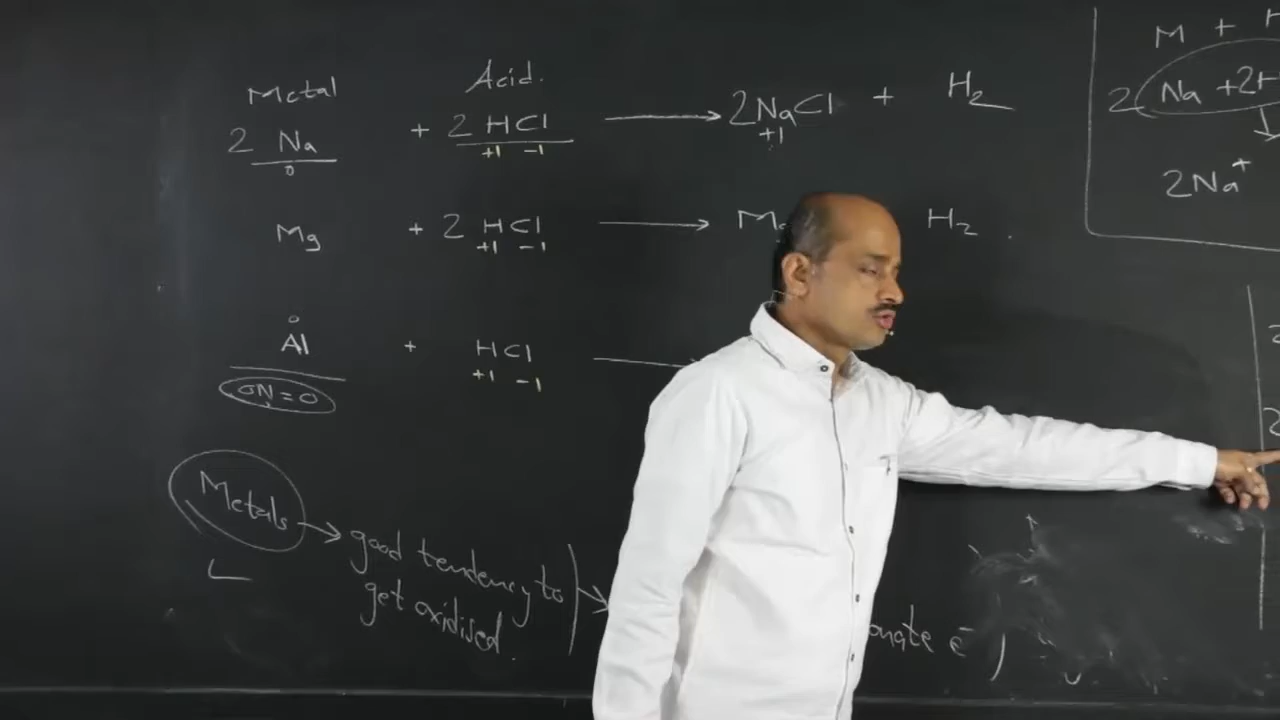 Metal Acid.
2 Na + 2 HCl → 2NaCl + H₂
0 +1 -1 +1
Mg + 2 HCl → H₂ .
+1 -1
0
Al + HCl
+1 -1
ON = 0
Metals → good tendency to
get oxidised.
e⁻ )
M +
2 Na + 2H
↓
2Na⁺